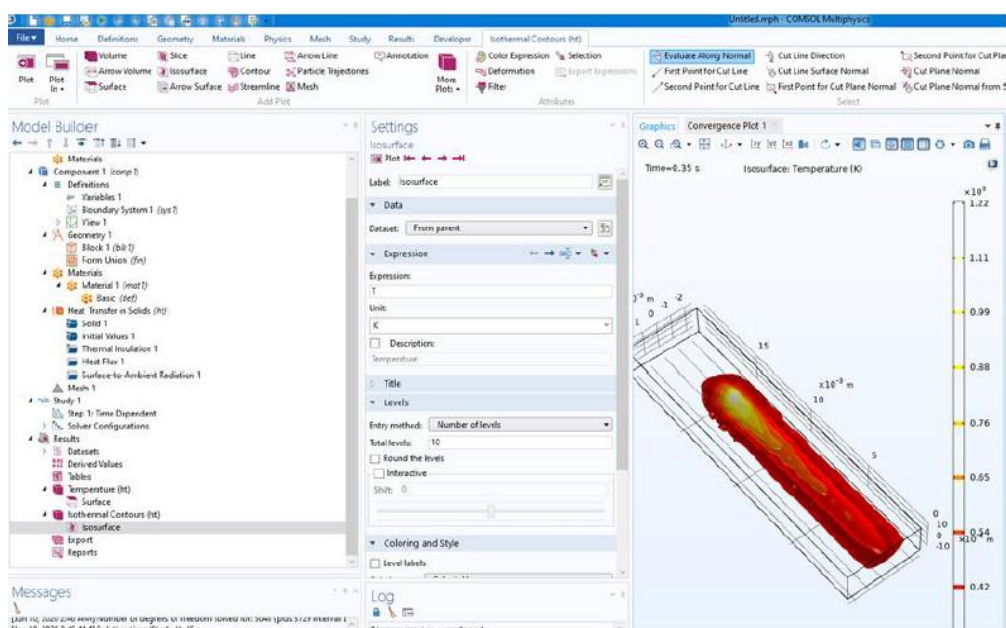 Untitled.mph - COMSOL Multiphysics
File Home Definitions Geometry Materials Physics Mesh Study Results Developer Isothermal Contours (ht)
Plot
Plot In
Volume Slice Line Arrow Line Annotation
Arrow Volume Isosurface Contour Particle Trajectories
Surface Arrow Surface Streamline Mesh
More Plots
Color Expression Selection
Deformation Export Expressions
Filter
Evaluate Along Normal Cut Line Direction Second Point for Cut Pla
First Point for Cut Line Cut Line Surface Normal Cut Plane Normal
Second Point for Cut Line First Point for Cut Plane Normal Cut Plane Normal from S
Plot Add Plot Attributes Select
Model Builder
Materials
Component 1 (comp1)
Definitions
Variables 1
Boundary System 1 (sys1)
View 1
Geometry 1
Block 1 (blk1)
Form Union (fin)
Materials
Material 1 (mat1)
Basic (def)
Heat Transfer in Solids (ht)
Solid 1
Initial Values 1
Thermal Insulation 1
Heat Flux 1
Surface-to-Ambient Radiation 1
Mesh 1
Study 1
Step 1: Time Dependent
Solver Configurations
Results
Datasets
Derived Values
Tables
Temperature (ht)
Surface
Isothermal Contours (ht)
Isosurface
Export
Reports
Messages
Settings
Isosurface
Plot
Label: Isosurface
Data
Dataset: From parent
Expression
Expression:
T
Unit:
K
Description:
Temperature
Title
Levels
Entry method: Number of levels
Total levels: 10
Round the levels
Interactive
Shift: 0
Coloring and Style
Level labels
Log
Graphics Convergence Plot 1
Time=0.35 s Isosurface: Temperature (K)
1.22
1.11
0.99
0.88
0.76
0.65
0.54
0.42
m -1 -2
0
1
15
x10⁻³ m
10
5
0
10
0
-10